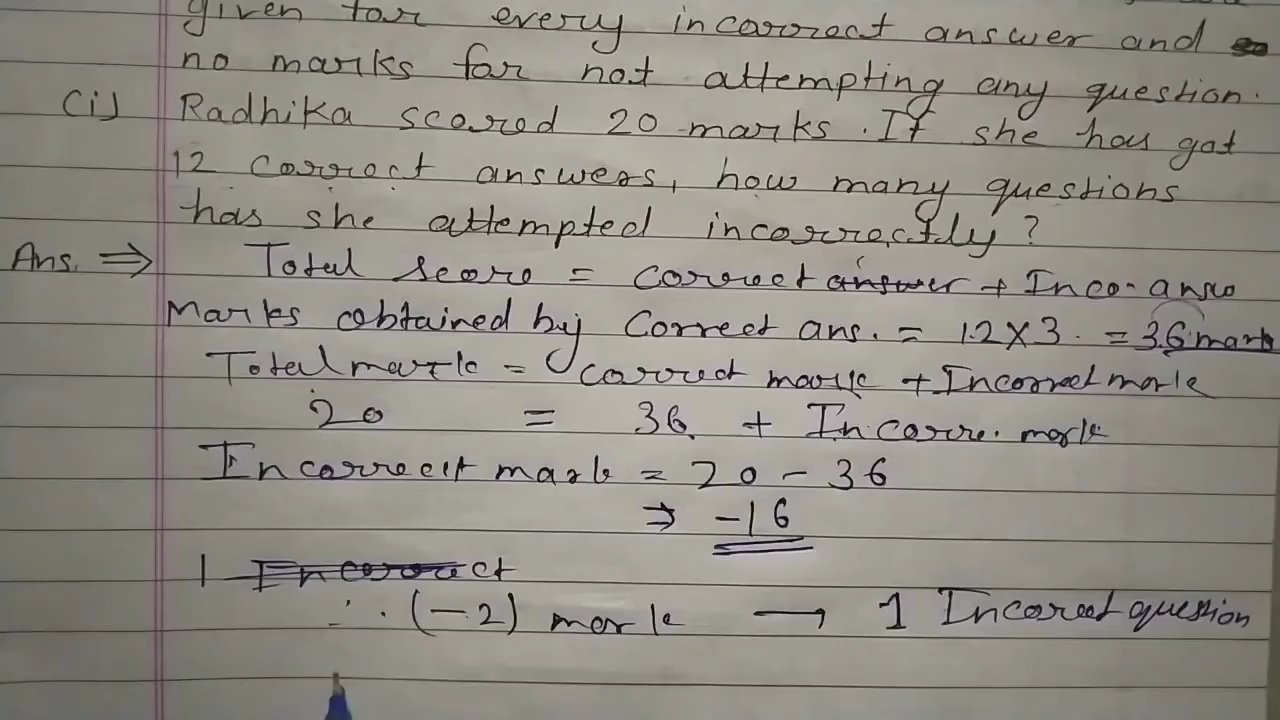 given for every incorrect answer and
no marks for not attempting any question.
(i) Radhika scored 20 marks. If she has got
12 correct answers, how many questions
has she attempted incorrectly?
Ans. ⇒ Total score = correct answer + Inco. answ
Marks obtained by Correct ans. = 12×3. = 36 mark
Total mark = correct mark + Incorrect mark
20 = 36 + Incorre. mark
Incorrect mark = 20 - 36
⇒ -16
1 Incorrect
∴ (-2) mark → 1 Incorect question